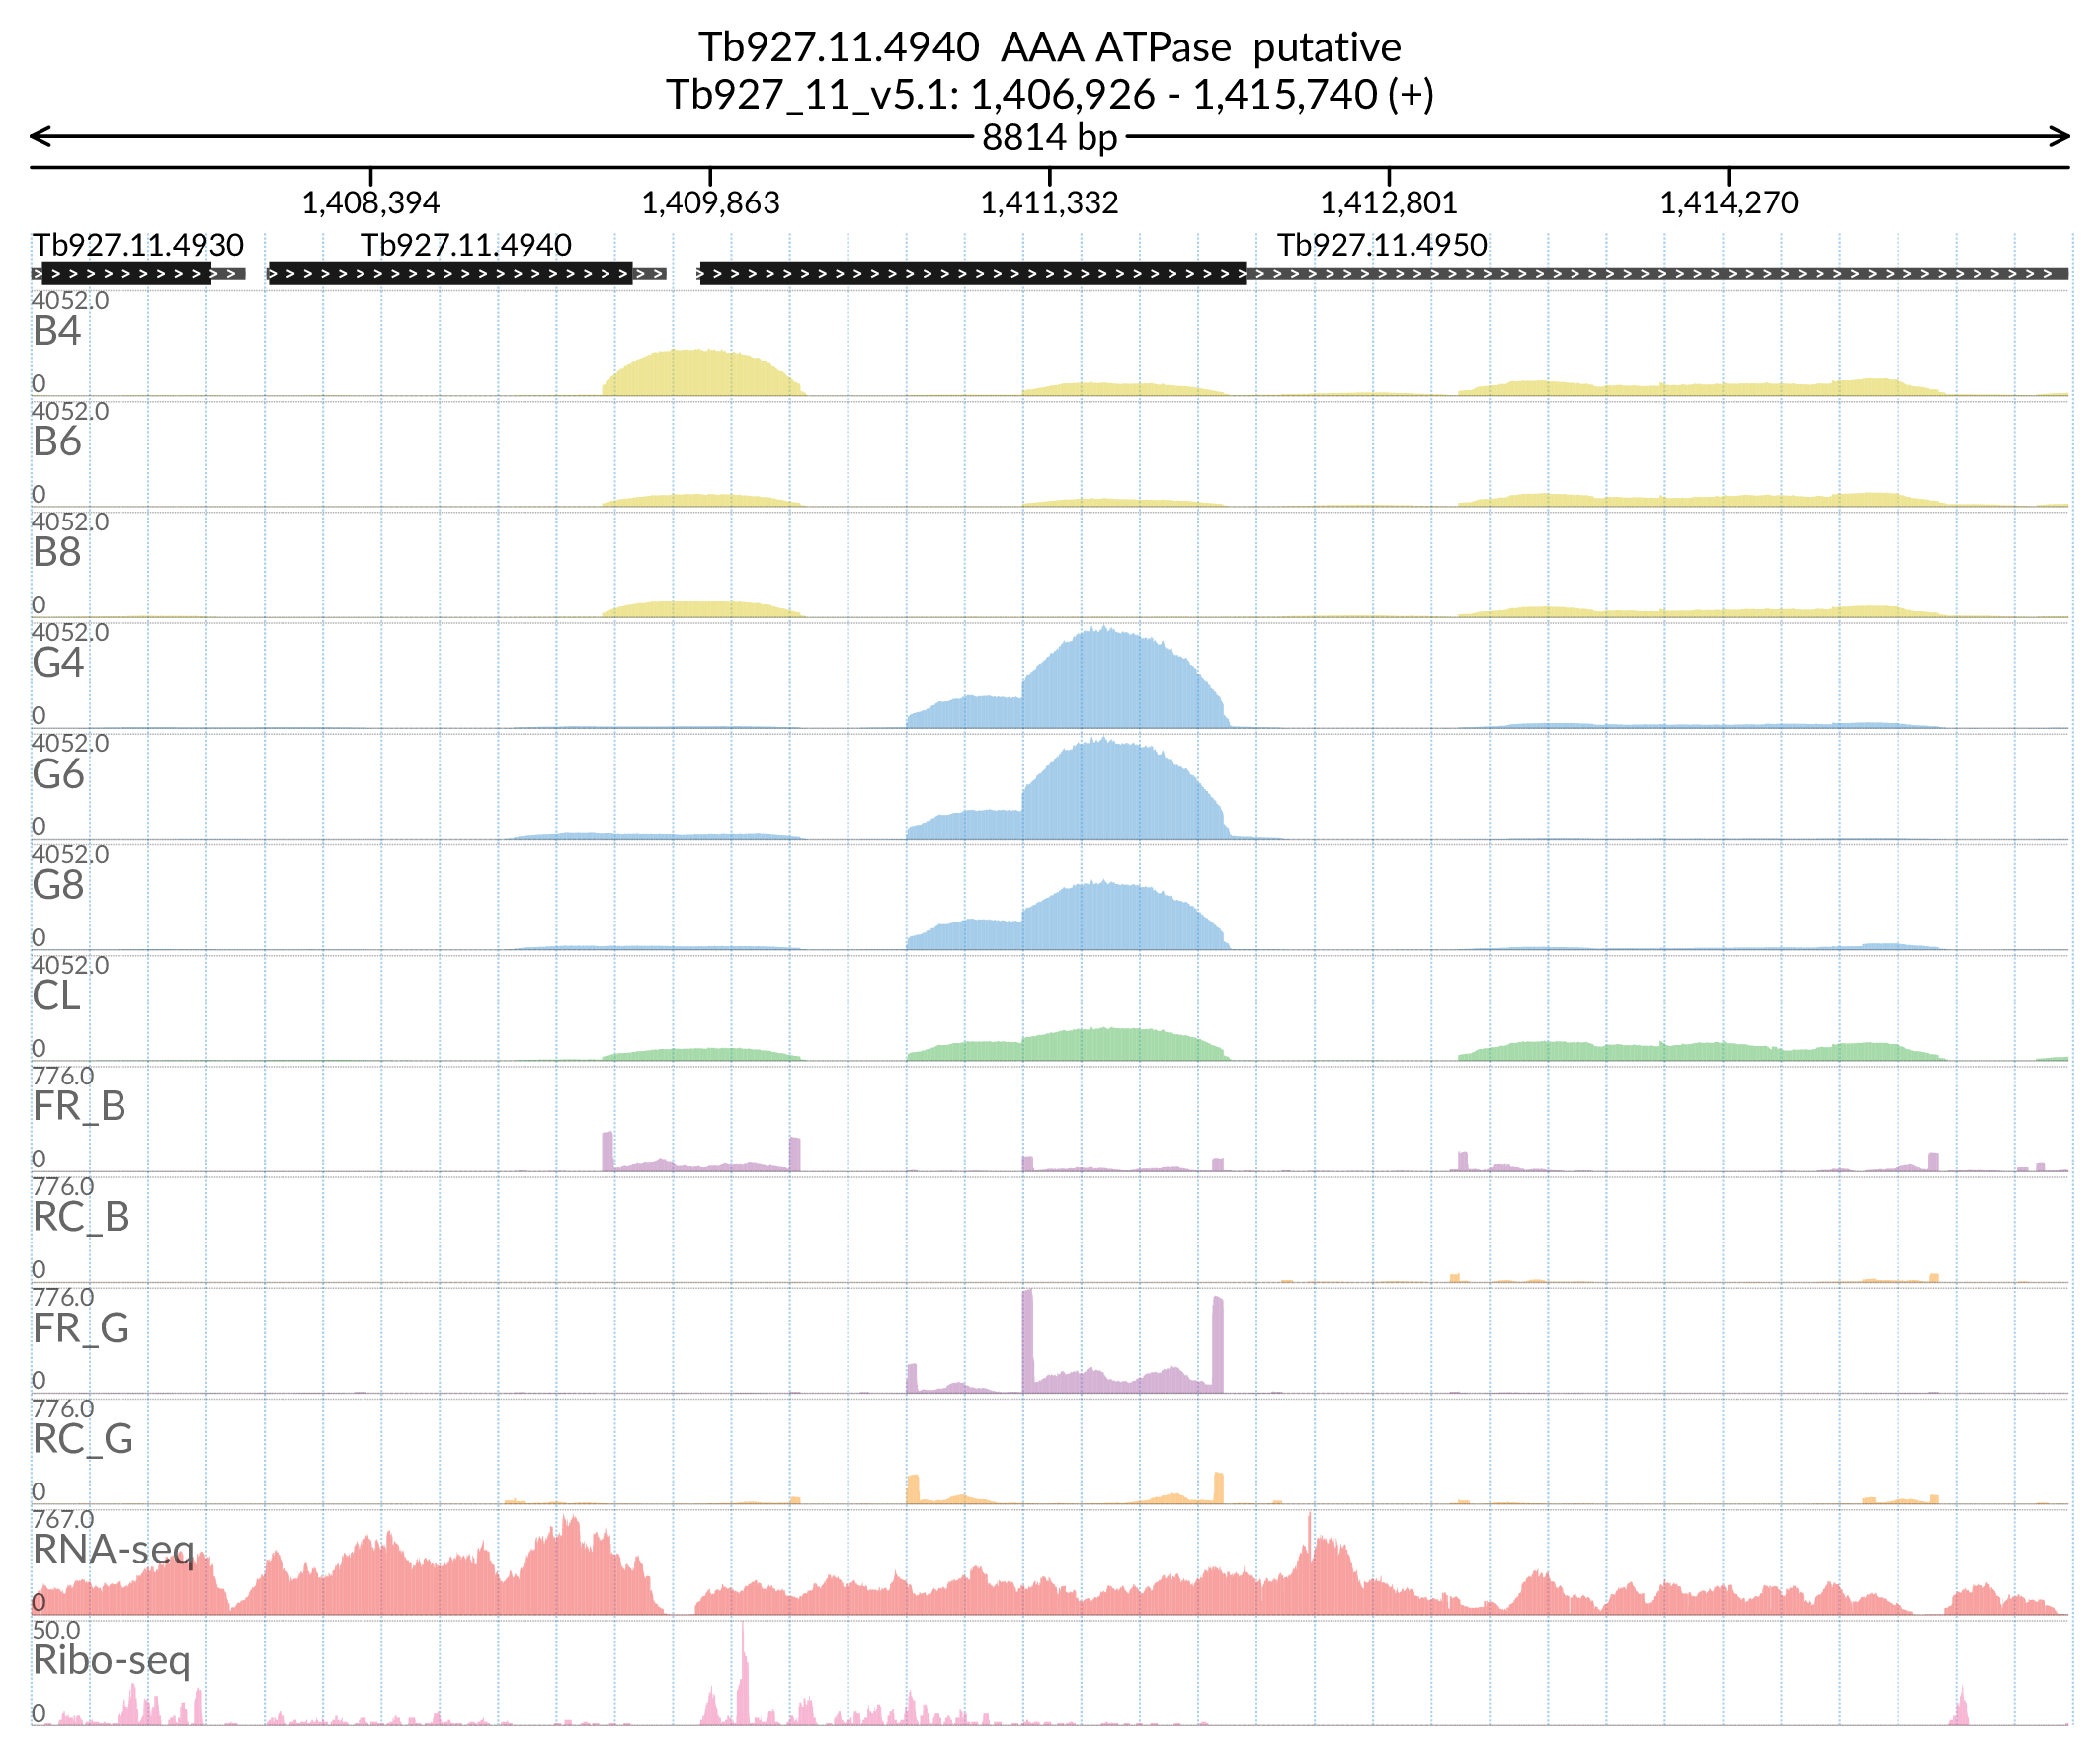 Tb927.11.4940 AAA ATPase putative
Tb927_11_v5.1: 1,406,926 - 1,415,740 (+)
8814 bp
1,408,394 1,409,863 1,411,332 1,412,801 1,414,270
Tb927.11.4930 Tb927.11.4940 Tb927.11.4950
4052.0
B4
0
4052.0
B6
0
4052.0
B8
0
4052.0
G4
0
4052.0
G6
0
4052.0
G8
0
4052.0
CL
0
776.0
FR_B
0
776.0
RC_B
0
776.0
FR_G
0
776.0
RC_G
0
767.0
RNA-seq
0
50.0
Ribo-seq
0